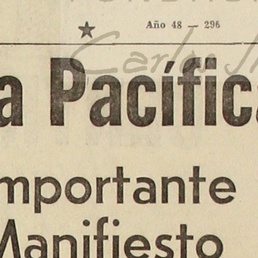 Año 48 — 296
a Pacífica
mportante
Manifiesto